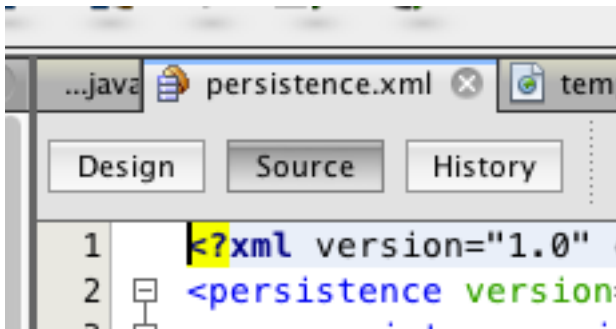 ...java persistence.xml tem
Design Source History
1 <?xml version="1.0"
2 <persistence version=